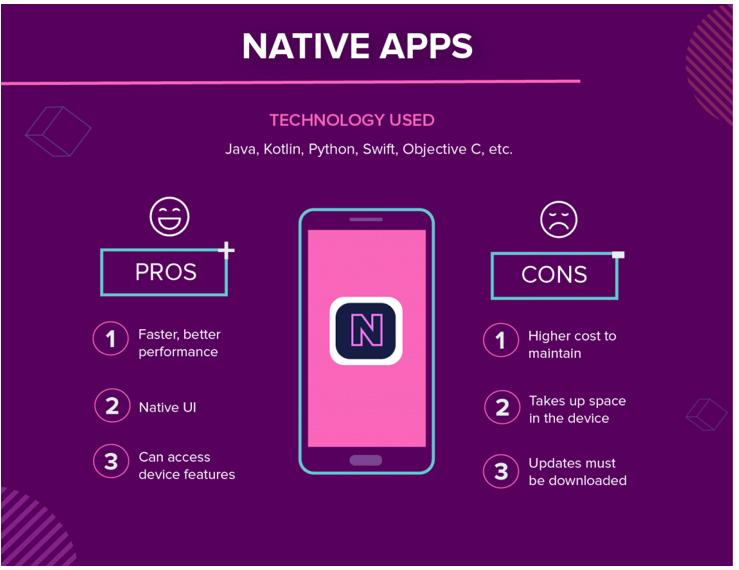 NATIVE APPS
TECHNOLOGY USED
Java, Kotlin, Python, Swift, Objective C, etc.
PROS
1 Faster, better
performance
2 Native UI
3 Can access
device features
N
CONS
1 Higher cost to
maintain
2 Takes up space
in the device
3 Updates must
be downloaded